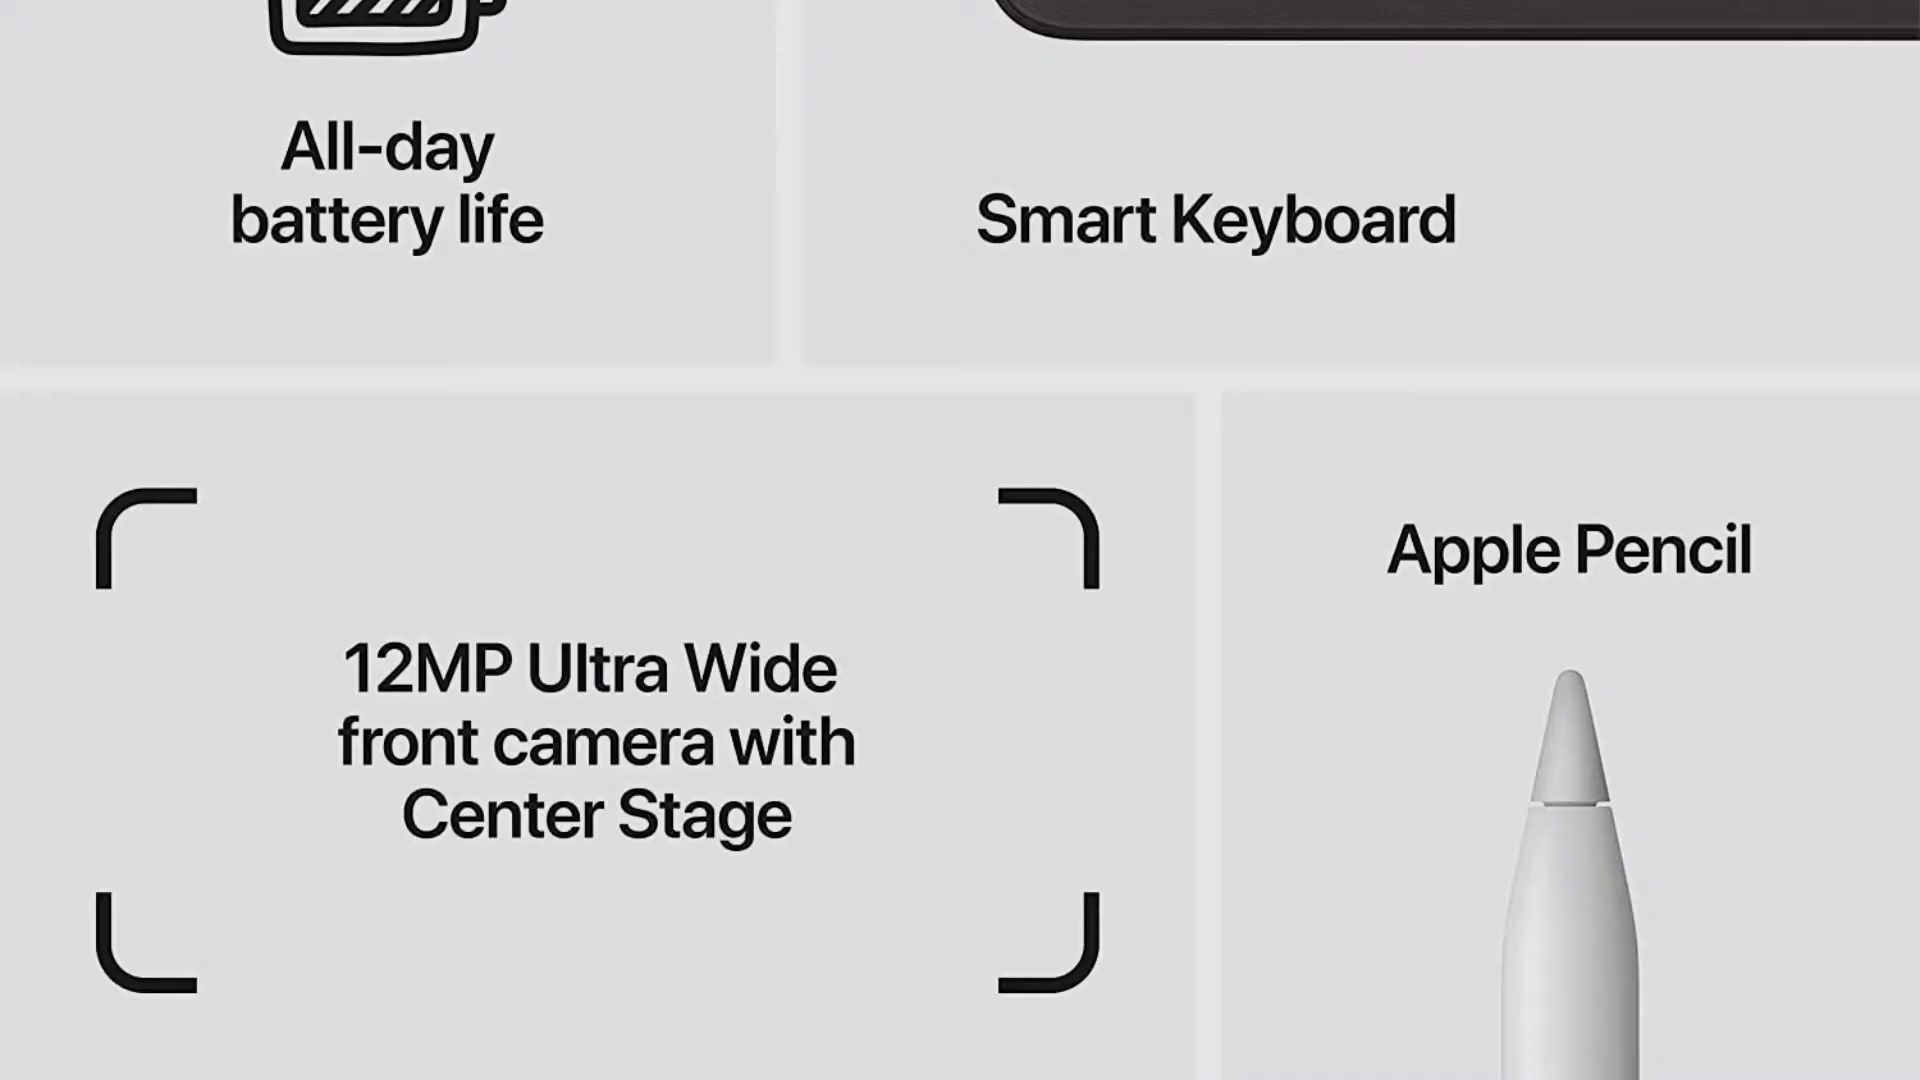 All-day
battery life
Smart Keyboard
12MP Ultra Wide
front camera with
Center Stage
Apple Pencil